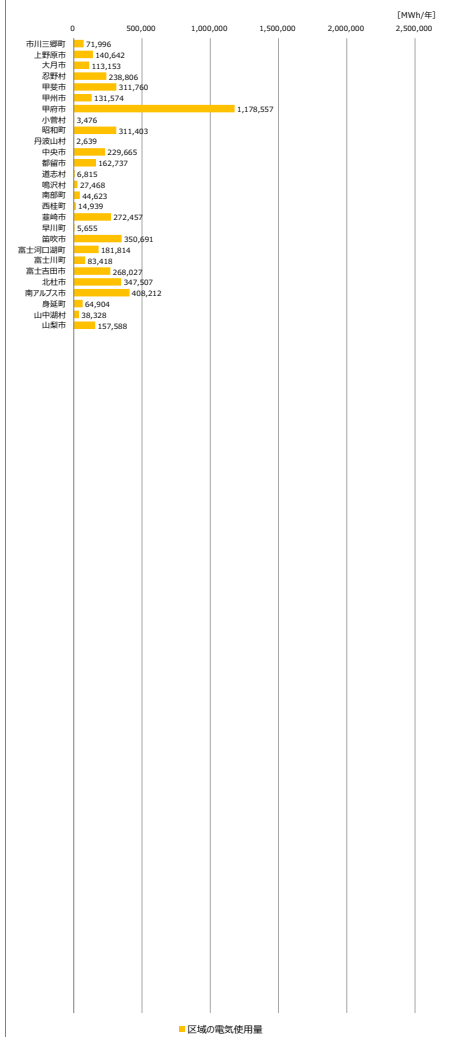 [MWh/年]
0 500,000 1,000,000 1,500,000 2,000,000 2,500,000
市川三郷町 71,996
上野原市 140,642
大月市 113,153
忍野村 238,806
甲斐市 311,760
甲州市 131,574
甲府市 1,178,557
小菅村 3,476
昭和町 311,403
丹波山村 2,639
中央市 229,665
都留市 162,737
道志村 6,815
鳴沢村 27,468
南部町 44,623
西桂町 14,939
韮崎市 272,457
早川町 5,655
笛吹市 350,691
富士河口湖町 181,814
富士川町 83,418
富士吉田市 268,027
北杜市 347,507
南アルプス市 408,212
身延町 64,904
山中湖村 38,328
山梨市 157,588
区域の電気使用量